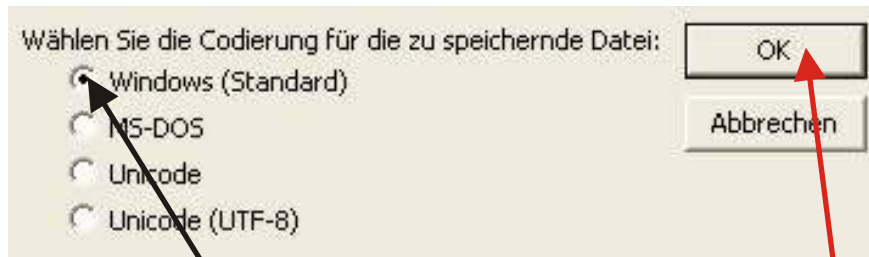 Wählen Sie die Codierung für die zu speichernde Datei:
OK
Windows (Standard)
MS-DOS
Abbrechen
Unicode
Unicode (UTF-8)